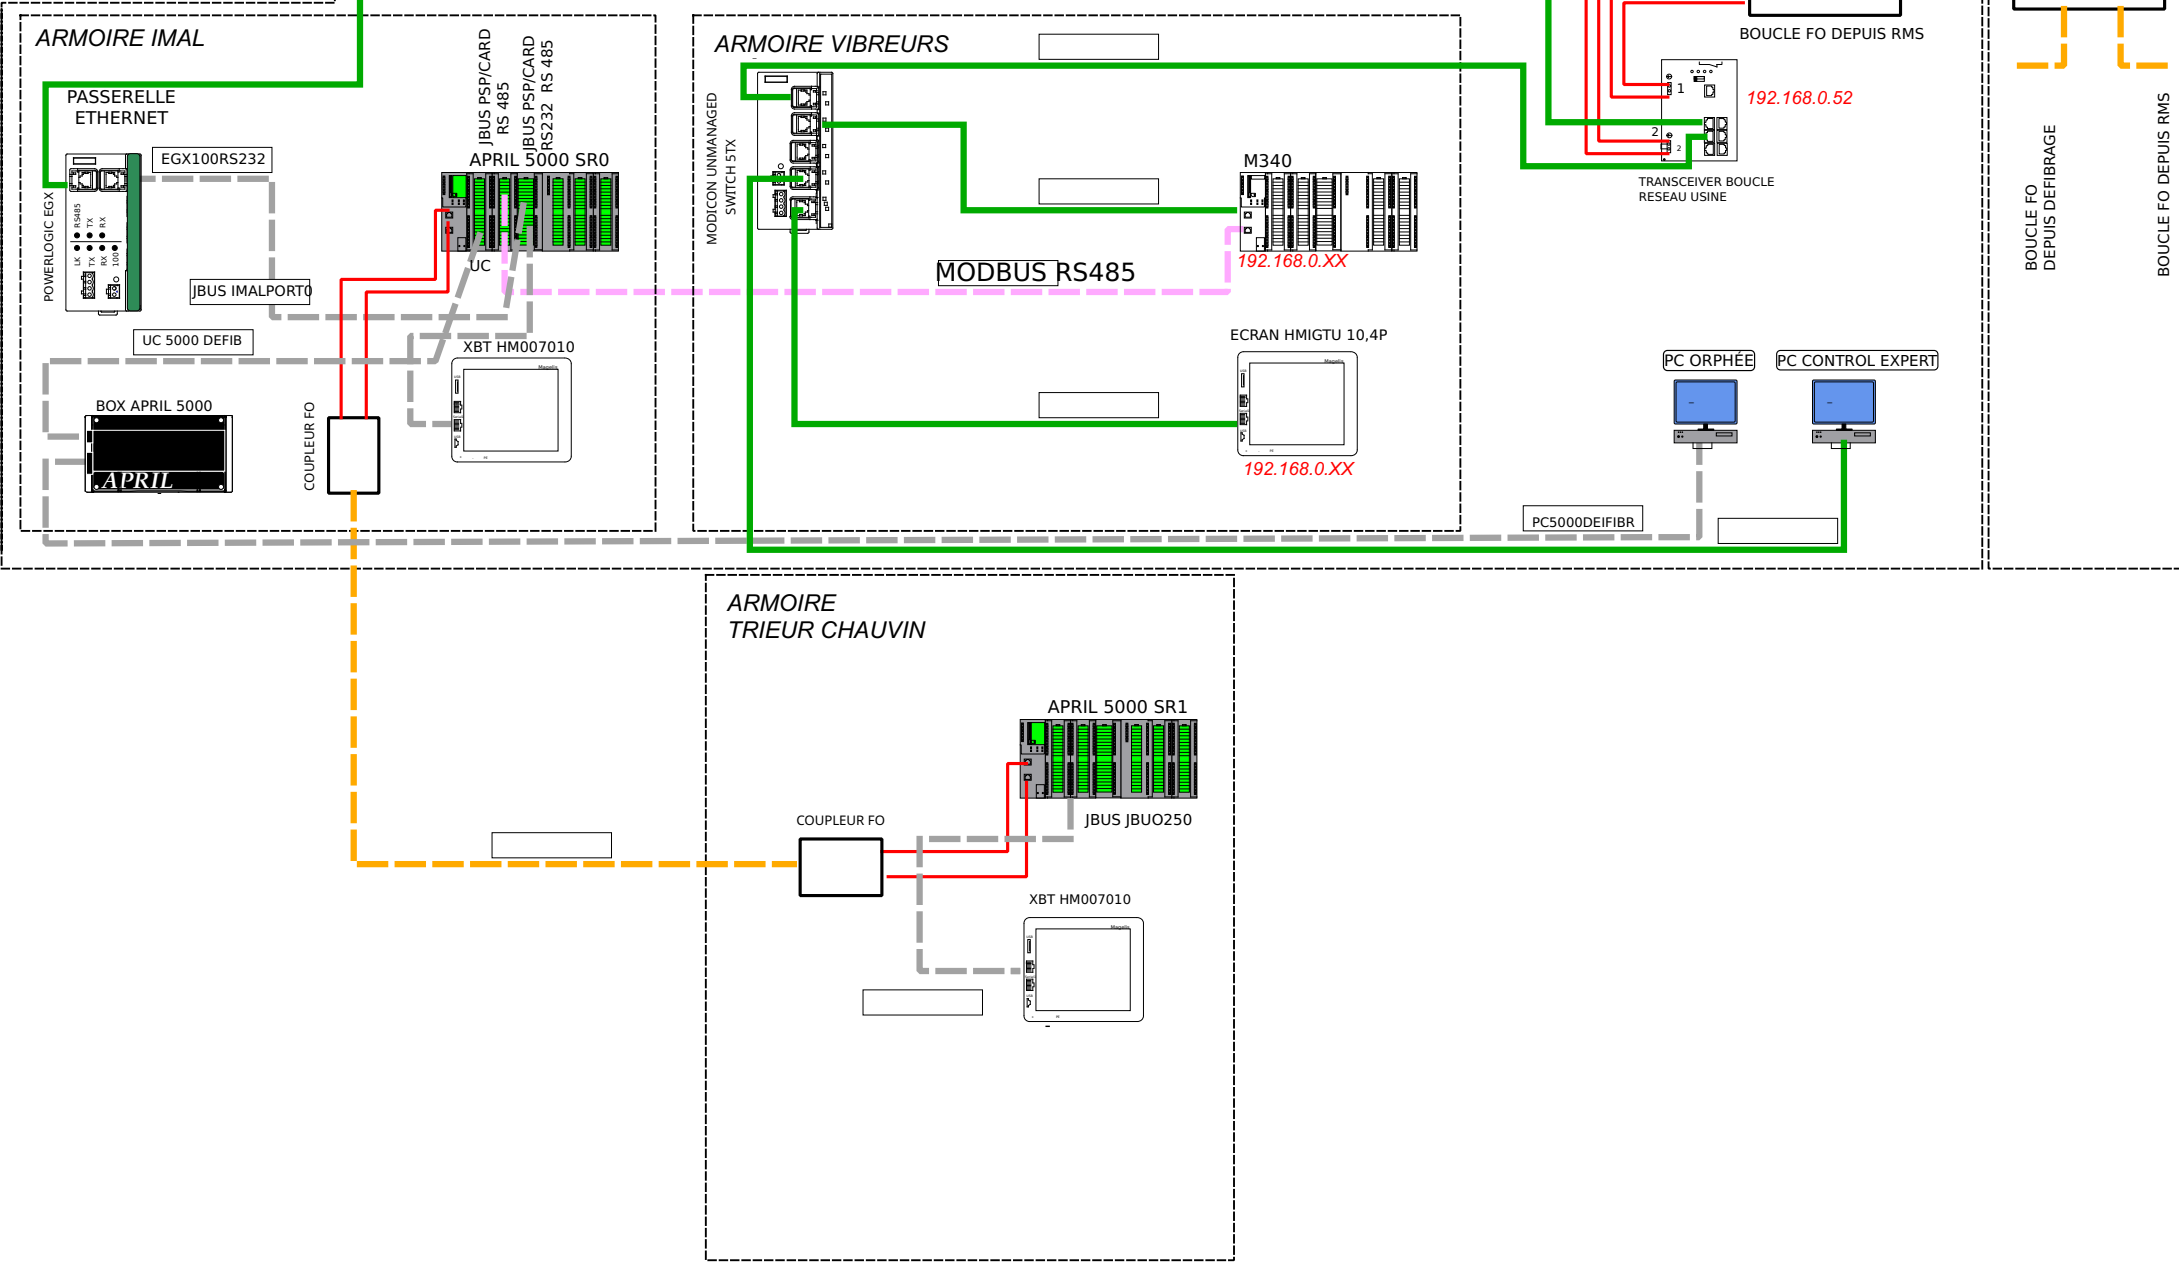 ARMOIRE IMAL
PASSERELLE
ETHERNET
EGX100RS232
POWERLOGIC EGX
RS485
TX
RX
LK
TX
RX
100
JBUS PSP/CARD
RS 485
JBUS PSP/CARD
RS232 RS 485
APRIL 5000 SR0
UC
JBUS IMALPORT0
UC 5000 DEFIB
BOX APRIL 5000
APRIL
COUPLEUR FO
XBT HM007010
Magelis
ARMOIRE VIBREURS
MODICON UNMANAGED
SWITCH 5TX
M340
192.168.0.XX
MODBUS RS485
ECRAN HMIGTU 10,4P
Magelis
192.168.0.XX
BOUCLE FO DEPUIS RMS
1
2
2
192.168.0.52
TRANSCEIVER BOUCLE
RESEAU USINE
PC ORPHÉE
PC CONTROL EXPERT
PC5000DEIFIBR
BOUCLE FO
DEPUIS DEFIBRAGE
BOUCLE FO DEPUIS RMS
ARMOIRE
TRIEUR CHAUVIN
APRIL 5000 SR1
JBUS JBUO250
COUPLEUR FO
XBT HM007010
Magelis